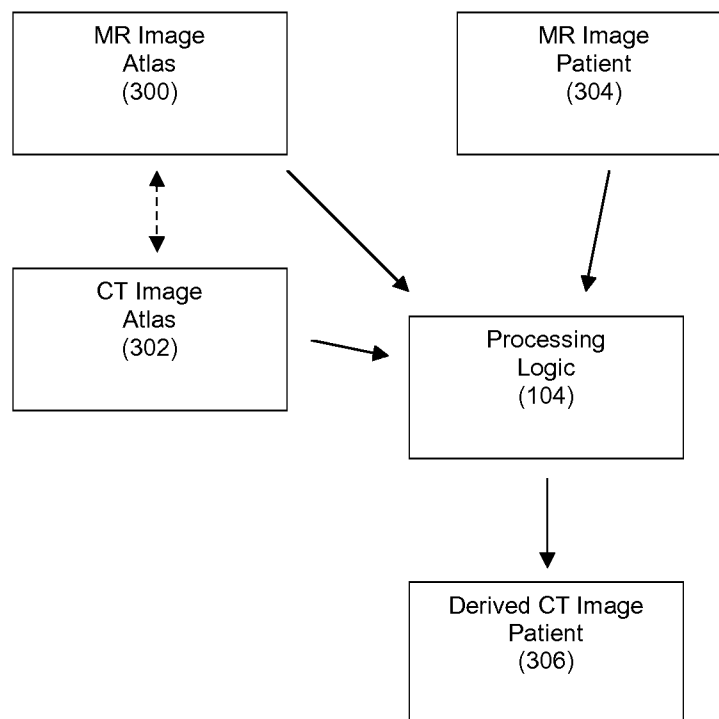 MR Image
Atlas
(300)
MR Image
Patient
(304)
CT Image
Atlas
(302)
Processing
Logic
(104)
Derived CT Image
Patient
(306)